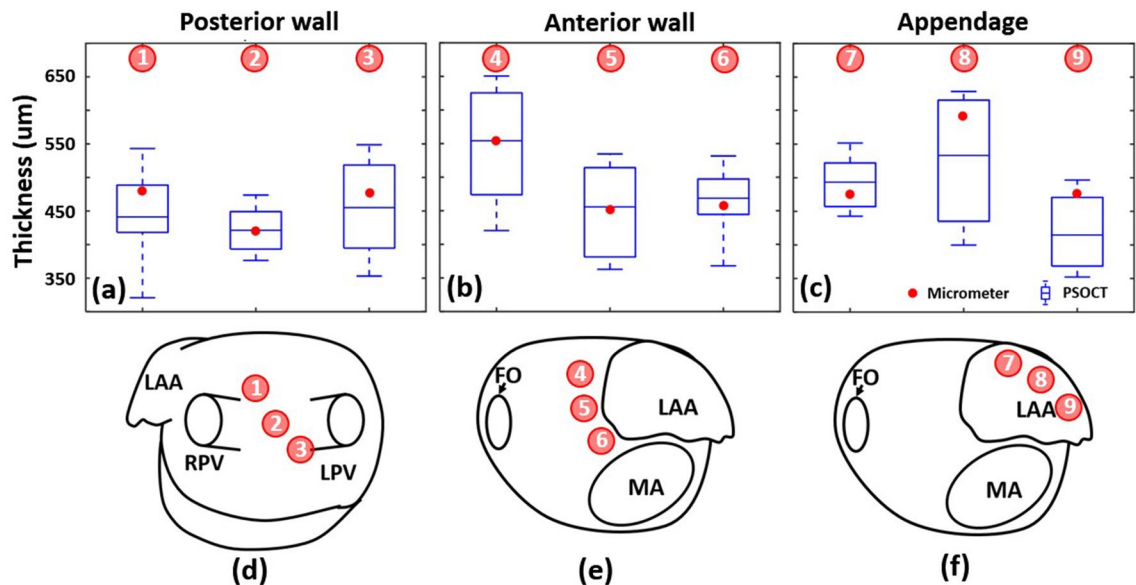 Posterior wall Anterior wall Appendage
1 2 3 4 5 6 7 8 9
Thickness (um)
650
550
450
350
(a) (b) (c) Micrometer PSOCT
LAA 1 2 3 RPV LPV
(d)
FO 4 5 6 LAA MA
(e)
FO 7 8 LAA 9 MA
(f)